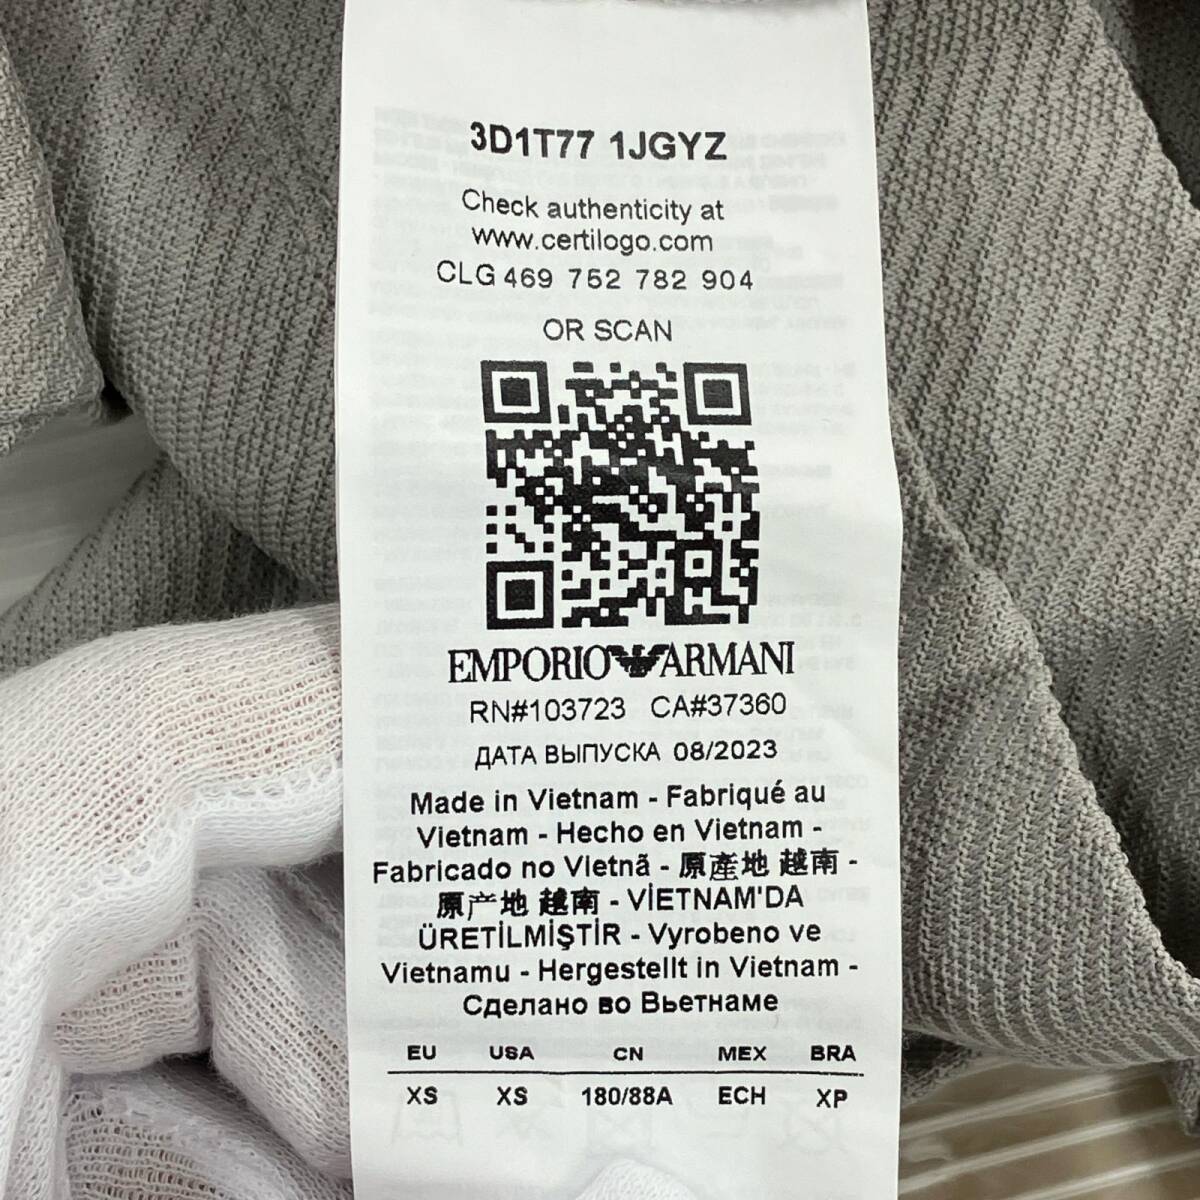 3D1T77 1JGYZ
Check authenticity at
www.certilogo.com
CLG 469 752 782 904
OR SCAN
EMPORIO ARMANI
RN#103723 CA#37360
ДАТА ВЫПУСКА 08/2023
Made in Vietnam - Fabriqué au
Vietnam - Hecho en Vietnam -
Fabricado no Vietnã - 原產地 越南 -
原产地 越南 - VİETNAM'DA
ÜRETİLMİŞTİR - Vyrobeno ve
Vietnamu - Hergestellt in Vietnam -
Сделано во Вьетнаме
EU USA CN MEX BRA
XS XS 180/88A ECH XP